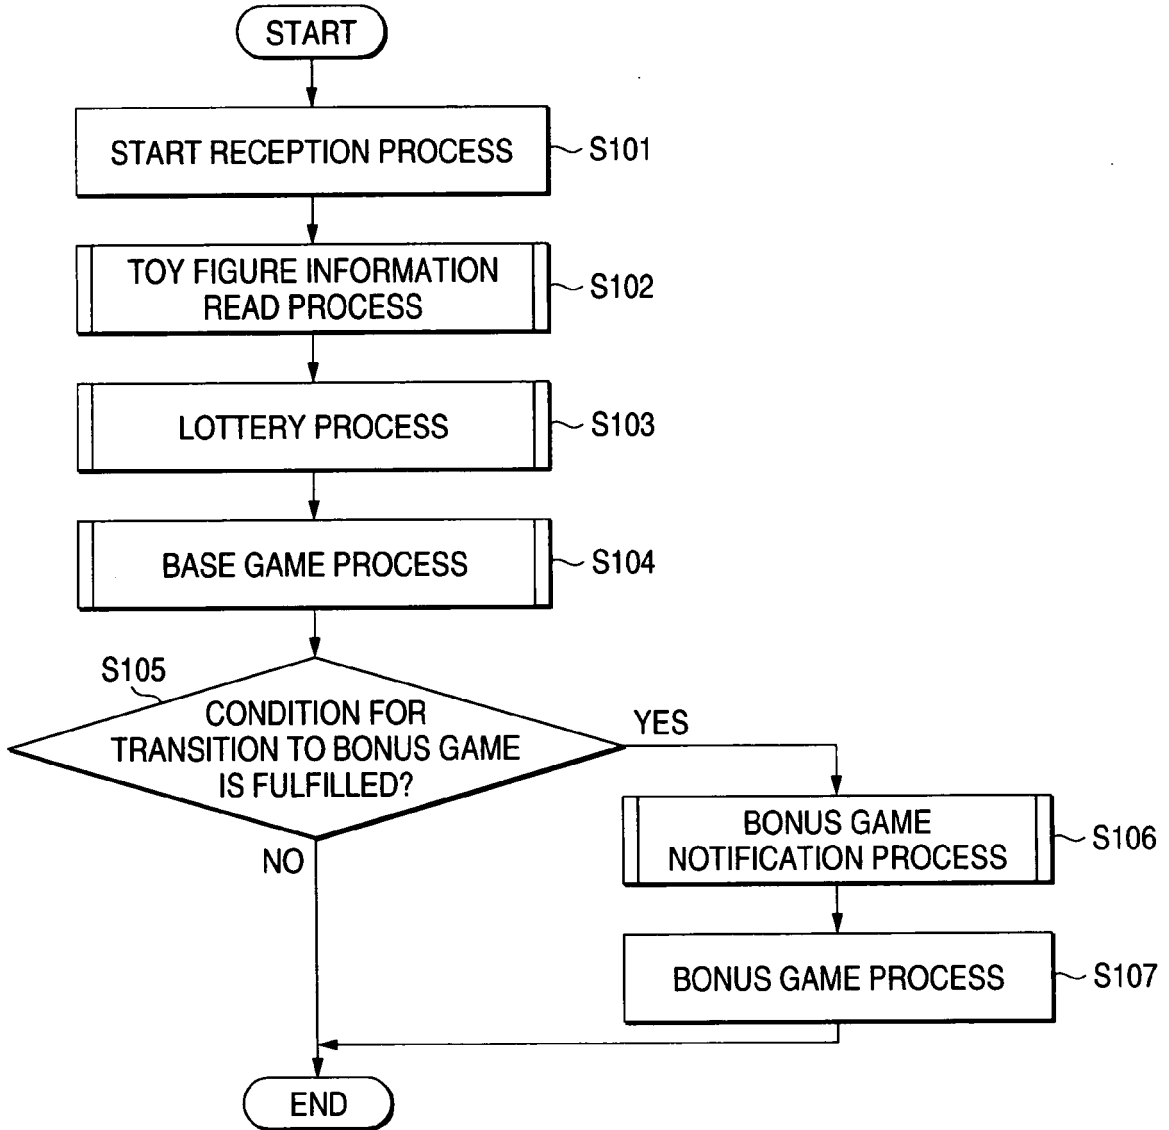 START
START RECEPTION PROCESS
S101
TOY FIGURE INFORMATION
READ PROCESS
S102
LOTTERY PROCESS
S103
BASE GAME PROCESS
S104
S105
CONDITION FOR
TRANSITION TO BONUS GAME
IS FULFILLED?
YES
NO
BONUS GAME
NOTIFICATION PROCESS
S106
BONUS GAME PROCESS
S107
END